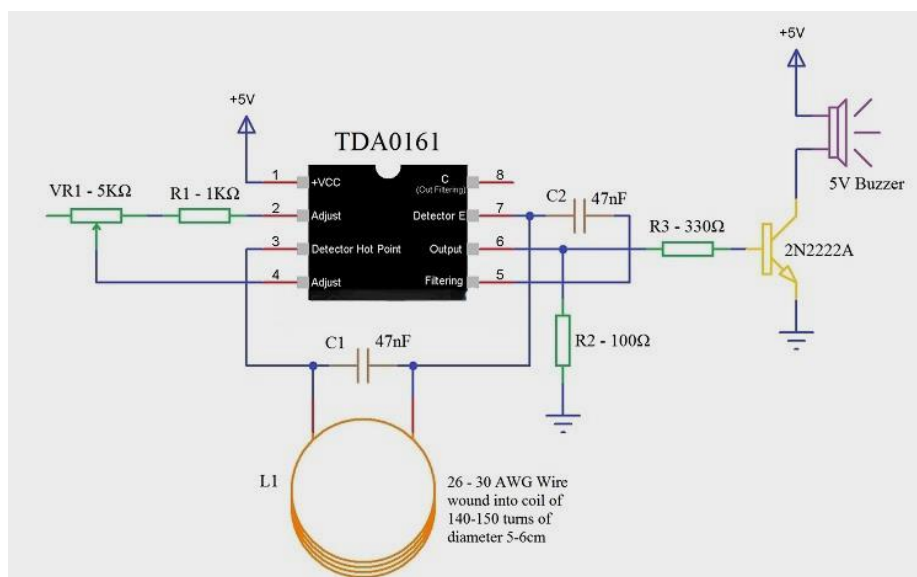 +5V
+5V
TDA0161
5V Buzzer
VR1 - 5KΩ
R1 - 1KΩ
1
+VCC
C
(Out Filtering)
8
2
Adjust
Detector E
7
C2
47nF
3
Detector Hot Point
Output
6
R3 - 330Ω
2N2222A
4
Adjust
Filtering
5
C1
47nF
R2 - 100Ω
L1
26 - 30 AWG Wire
wound into coil of
140-150 turns of
diameter 5-6cm